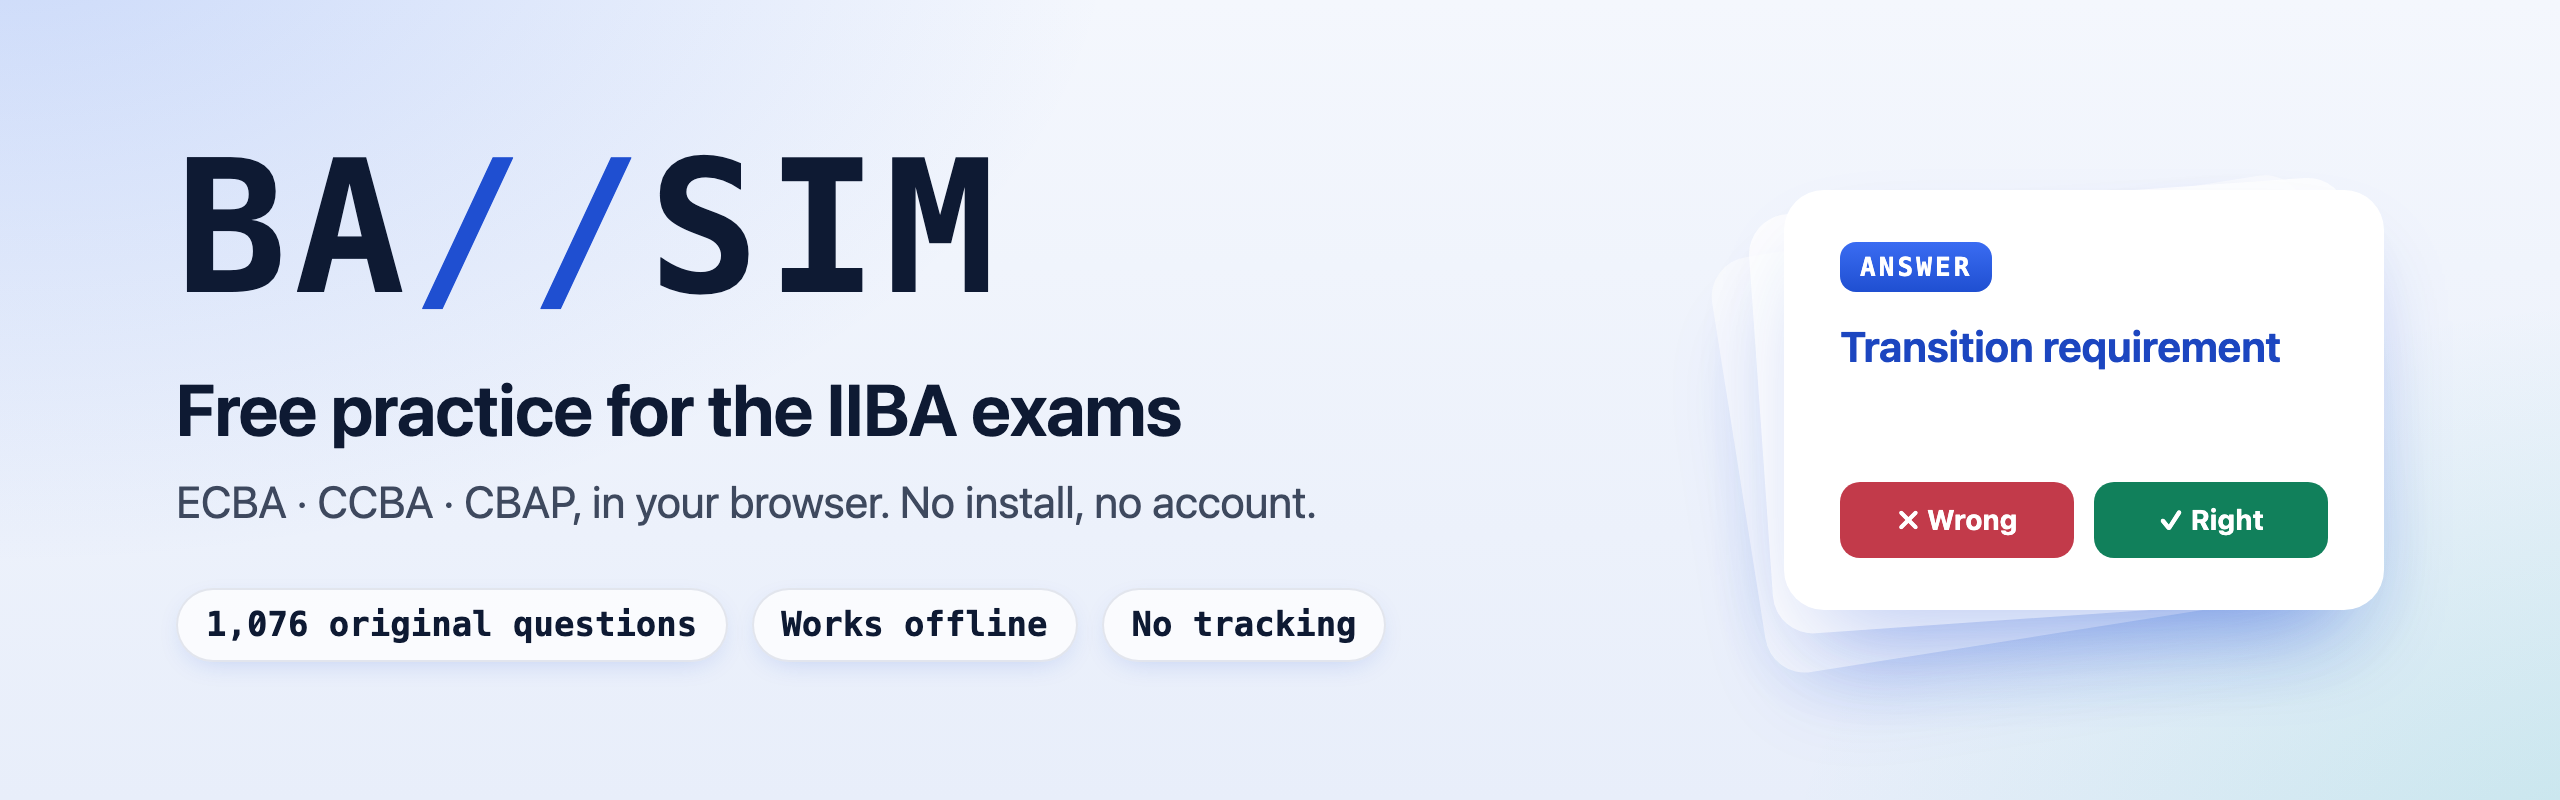 BA//SIM
Free practice for the IIBA exams
ECBA · CCBA · CBAP, in your browser. No install, no account.
1,076 original questions
Works offline
No tracking
ANSWER
Transition requirement
✕ Wrong
✓ Right